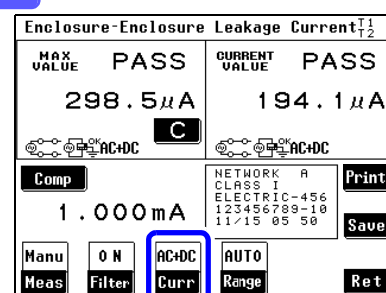 Enclosure-Enclosure Leakage Current T1 T2
MAX VALUE PASS
CURRENT VALUE PASS
298.5μA
194.1μA
C
OK AC+DC
OK AC+DC
Comp
1.000mA
NETWORK A
CLASS I
ELECTRIC-456
123456789-10
11/15 05 50
Print
Save
Manu ON AC+DC AUTO
Meas Filter Curr Range Ret